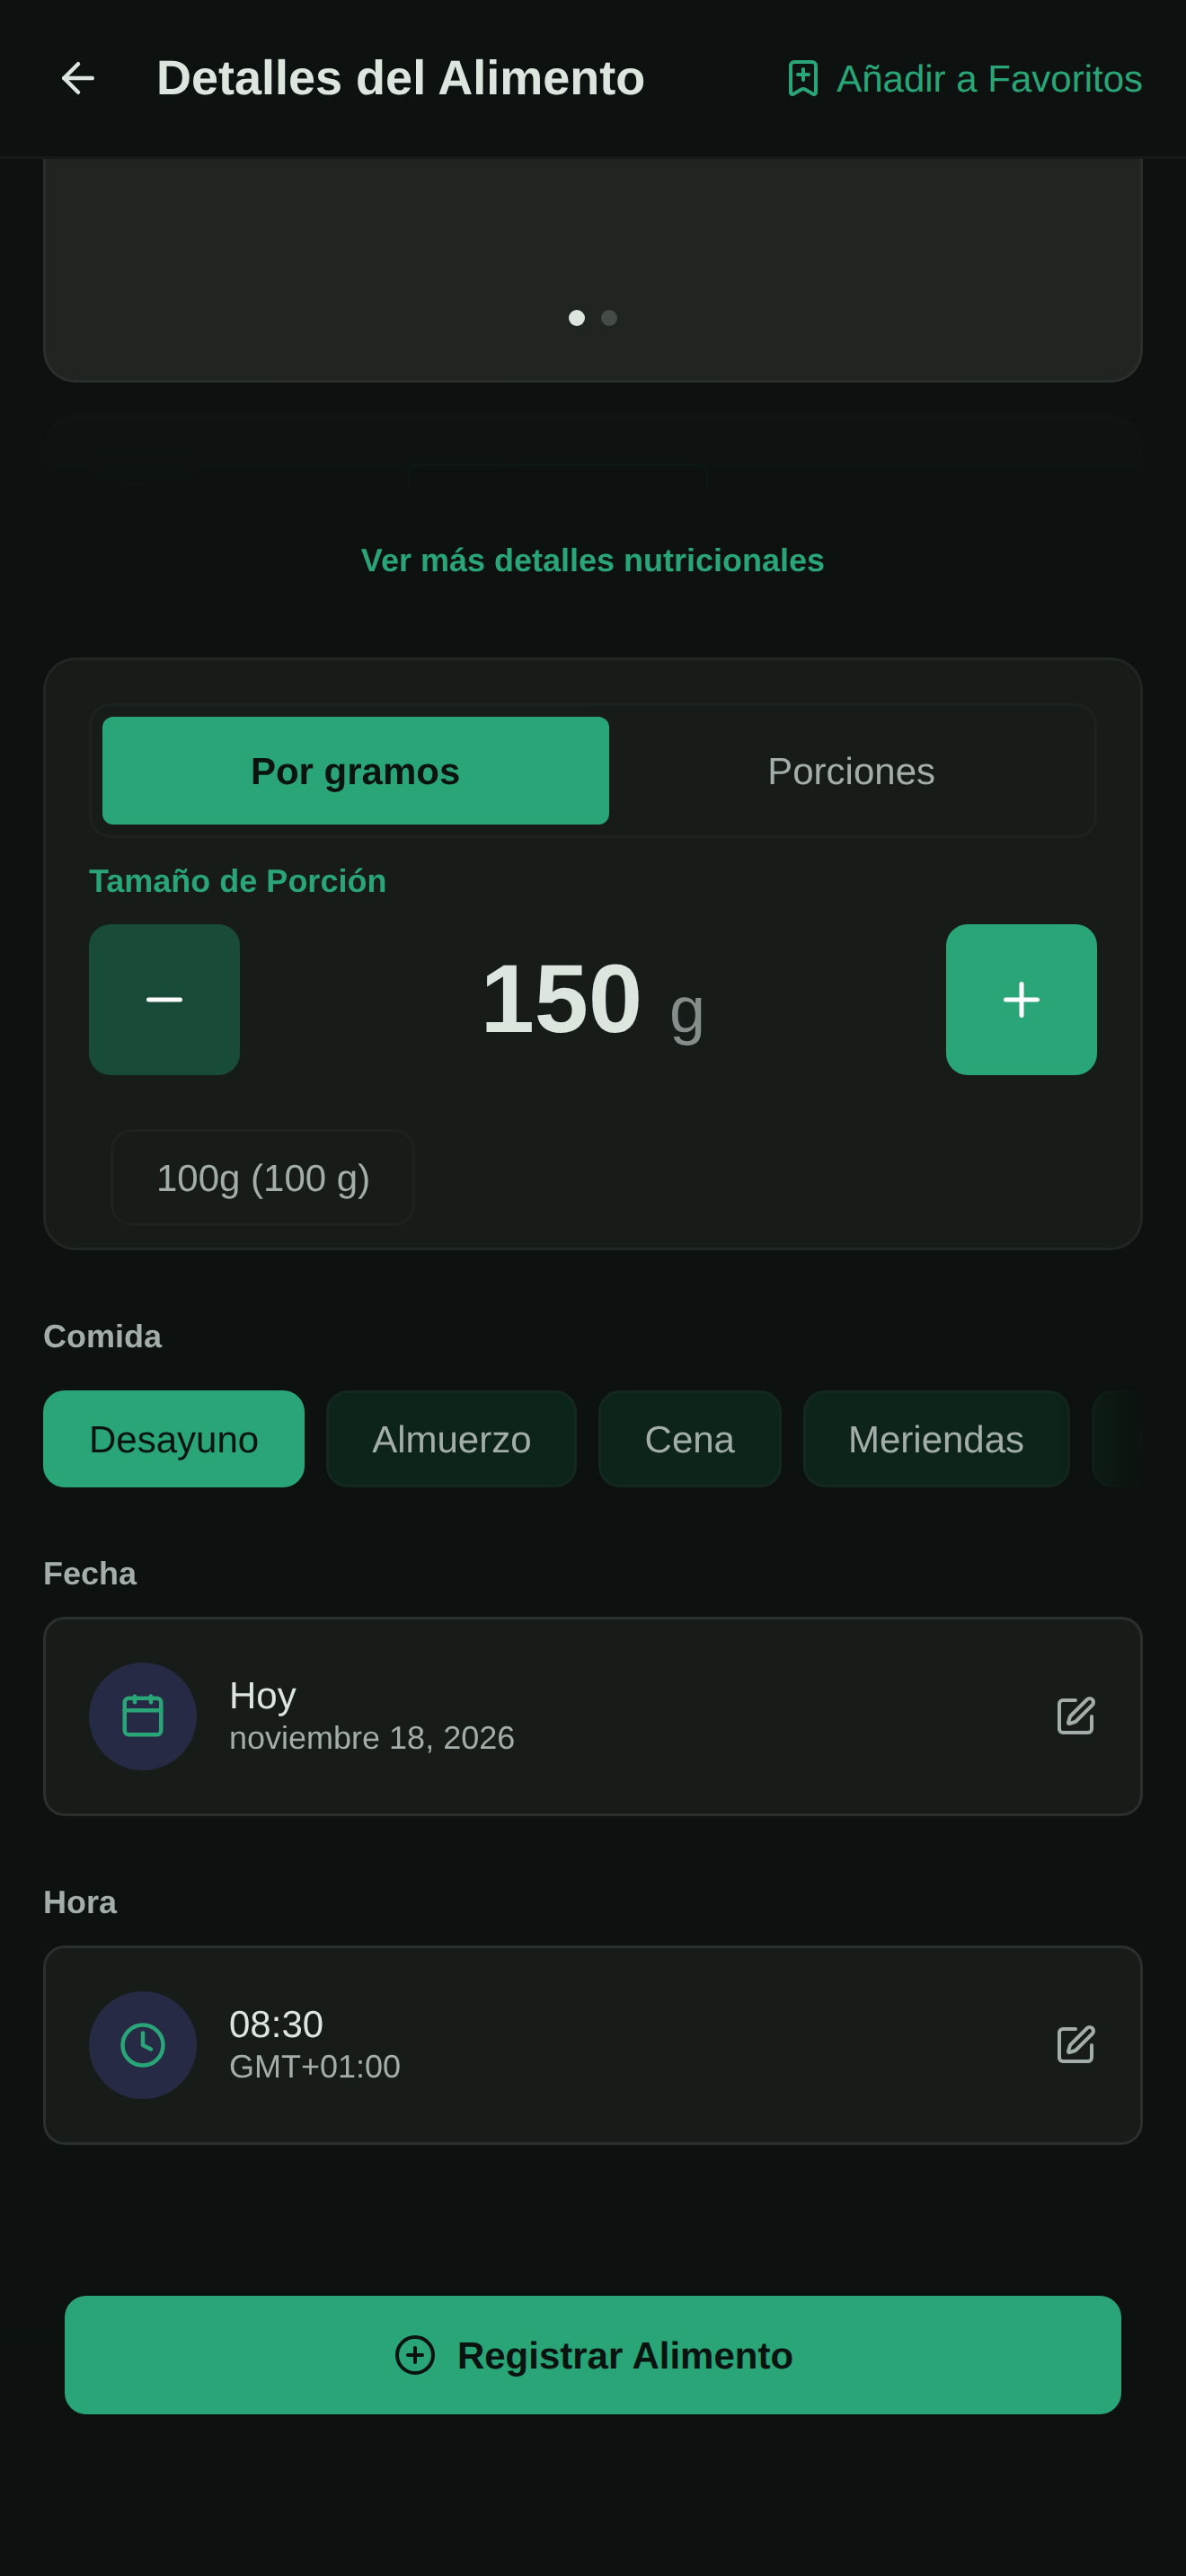 Detalles del Alimento
Añadir a Favoritos
Ver más detalles nutricionales
Por gramos
Porciones
Tamaño de Porción
150 g
100g (100 g)
Comida
Desayuno
Almuerzo
Cena
Meriendas
Fecha
Hoy
noviembre 18, 2026
Hora
08:30
GMT+01:00
Registrar Alimento